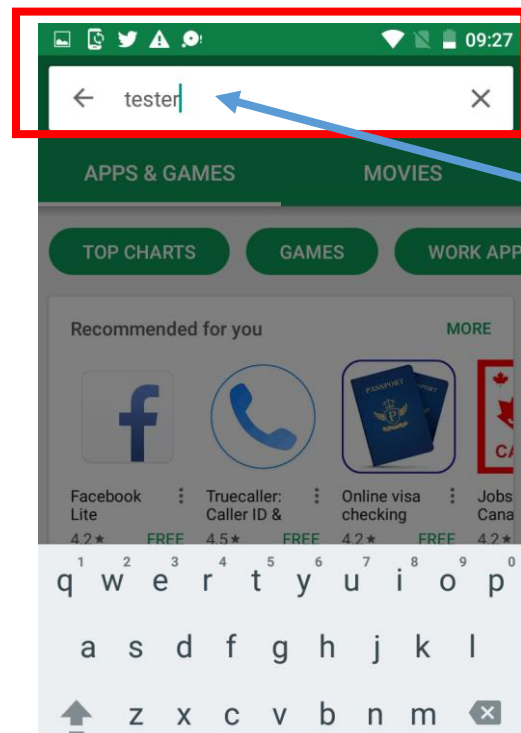 09:27
tester
APPS & GAMES MOVIES
TOP CHARTS GAMES WORK APP
Recommended for you MORE
PASSPORT
CA
Facebook Lite
4.2★ FREE
Truecaller: Caller ID &
4.5★ FREE
Online visa checking
4.2★ FREE
Jobs Cana
4.2★
1 2 3 4 5 6 7 8 9 0
q w e r t y u i o p
a s d f g h j k l
z x c v b n m